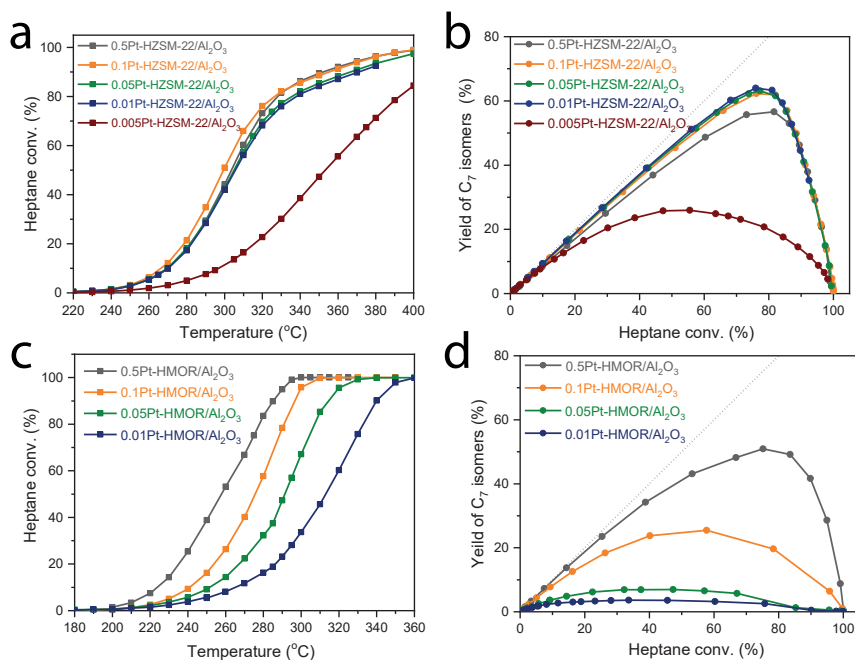 a
0.5Pt-HZSM-22/Al2O3
0.1Pt-HZSM-22/Al2O3
0.05Pt-HZSM-22/Al2O3
0.01Pt-HZSM-22/Al2O3
0.005Pt-HZSM-22/Al2O3
Heptane conv. (%)
100
80
60
40
20
0
220 240 260 280 300 320 340 360 380 400
Temperature (oC)
b
0.5Pt-HZSM-22/Al2O3
0.1Pt-HZSM-22/Al2O3
0.05Pt-HZSM-22/Al2O3
0.01Pt-HZSM-22/Al2O3
0.005Pt-HZSM-22/Al2O3
Yield of C7 isomers (%)
80
60
40
20
0
0 20 40 60 80 100
Heptane conv. (%)
c
0.5Pt-HMOR/Al2O3
0.1Pt-HMOR/Al2O3
0.05Pt-HMOR/Al2O3
0.01Pt-HMOR/Al2O3
Heptane conv. (%)
100
80
60
40
20
0
180 200 220 240 260 280 300 320 340 360
Temperature (oC)
d
0.5Pt-HMOR/Al2O3
0.1Pt-HMOR/Al2O3
0.05Pt-HMOR/Al2O3
0.01Pt-HMOR/Al2O3
Yeild of C7 isomers (%)
80
70
60
50
40
30
20
10
0
0 20 40 60 80 100
Heptane conv. (%)